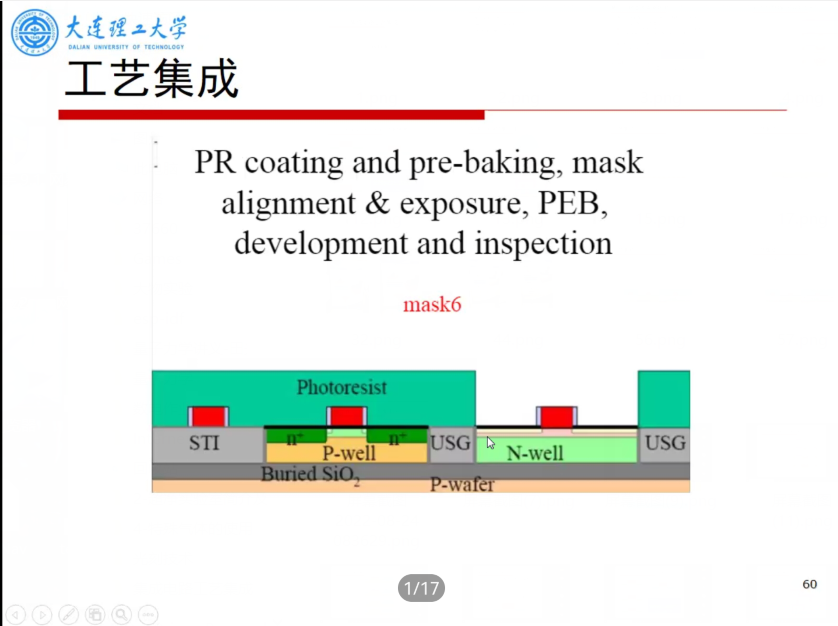 大连理工大学
DALIAN UNIVERSITY OF TECHNOLOGY
工艺集成
PR coating and pre-baking, mask
alignment & exposure, PEB,
development and inspection
mask6
Photoresist
STI
n⁺
n⁺
USG
USG
P-well
N-well
Buried SiO₂
P-wafer
1/17
60